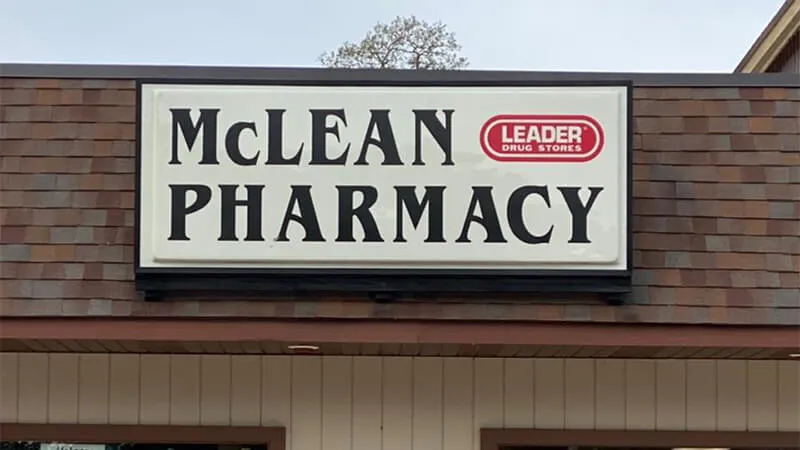 McLEAN
LEADER
DRUG STORES
PHARMACY